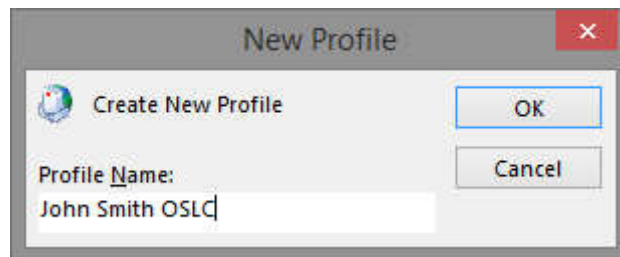 New Profile
Create New Profile
OK
Cancel
Profile Name:
John Smith OSLC